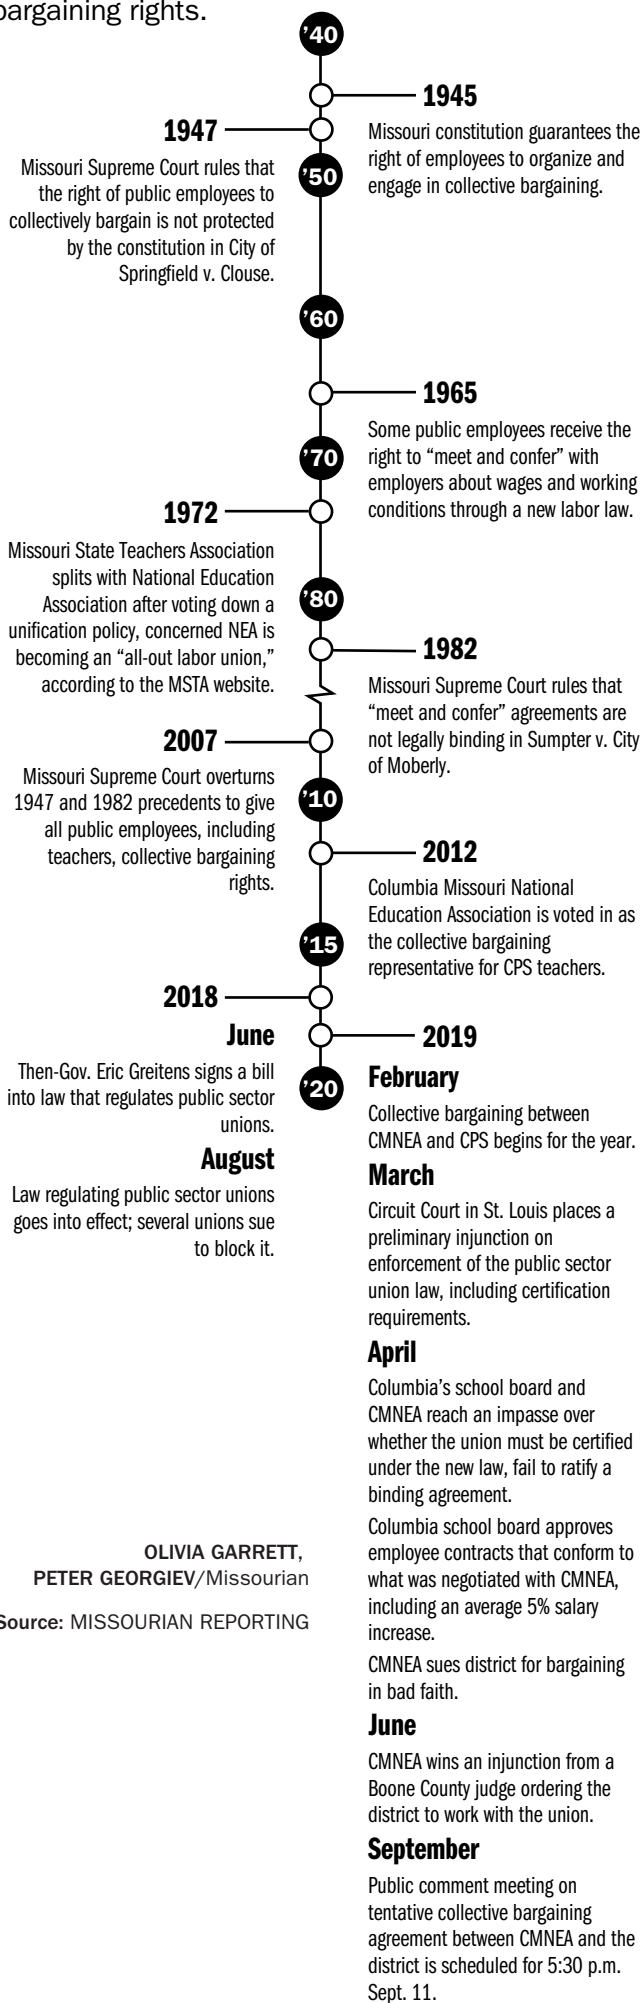 bargaining rights.
’40
1945
Missouri constitution guarantees the
right of employees to organize and
engage in collective bargaining.
1947
Missouri Supreme Court rules that
the right of public employees to
collectively bargain is not protected
by the constitution in City of
Springfield v. Clouse.
’50
’60
1965
Some public employees receive the
right to “meet and confer” with
employers about wages and working
conditions through a new labor law.
’70
1972
Missouri State Teachers Association
splits with National Education
Association after voting down a
unification policy, concerned NEA is
becoming an “all-out labor union,”
according to the MSTA website.
’80
1982
Missouri Supreme Court rules that
“meet and confer” agreements are
not legally binding in Sumpter v. City
of Moberly.
2007
Missouri Supreme Court overturns
1947 and 1982 precedents to give
all public employees, including
teachers, collective bargaining
rights.
’10
2012
Columbia Missouri National
Education Association is voted in as
the collective bargaining
representative for CPS teachers.
’15
2018
June
Then-Gov. Eric Greitens signs a bill
into law that regulates public sector
unions.
August
Law regulating public sector unions
goes into effect; several unions sue
to block it.
2019
’20
February
Collective bargaining between
CMNEA and CPS begins for the year.
March
Circuit Court in St. Louis places a
preliminary injunction on
enforcement of the public sector
union law, including certification
requirements.
April
Columbia’s school board and
CMNEA reach an impasse over
whether the union must be certified
under the new law, fail to ratify a
binding agreement.
Columbia school board approves
employee contracts that conform to
what was negotiated with CMNEA,
including an average 5% salary
increase.
CMNEA sues district for bargaining
in bad faith.
June
CMNEA wins an injunction from a
Boone County judge ordering the
district to work with the union.
September
Public comment meeting on
tentative collective bargaining
agreement between CMNEA and the
district is scheduled for 5:30 p.m.
Sept. 11.
OLIVIA GARRETT,
PETER GEORGIEV/Missourian
Source: MISSOURIAN REPORTING